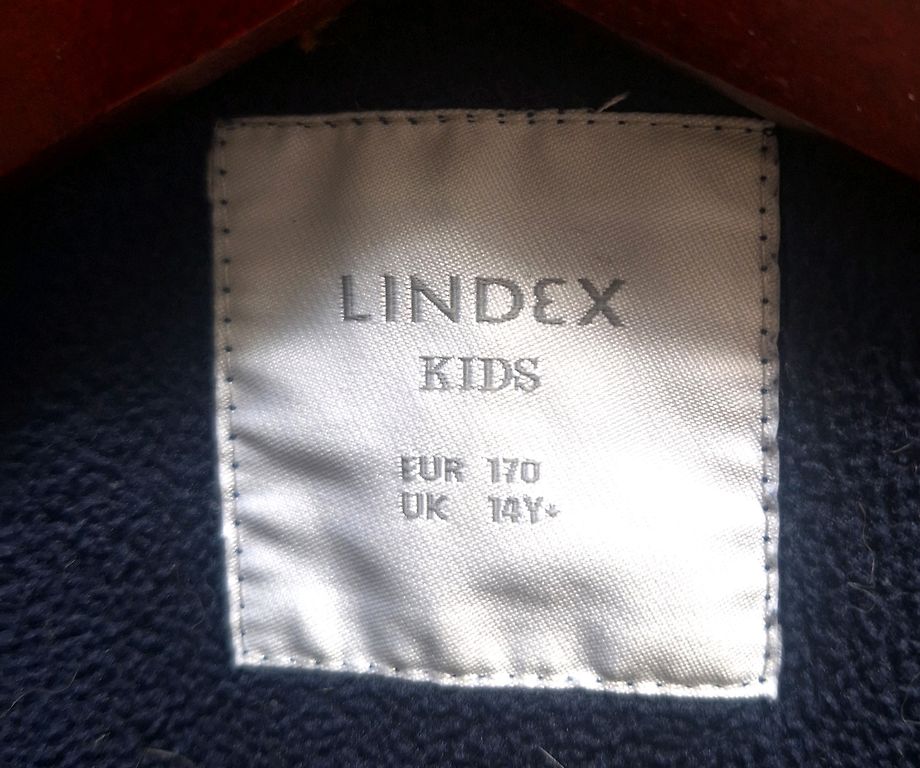 LINDEX
KIDS
EUR 170
UK 14Y+